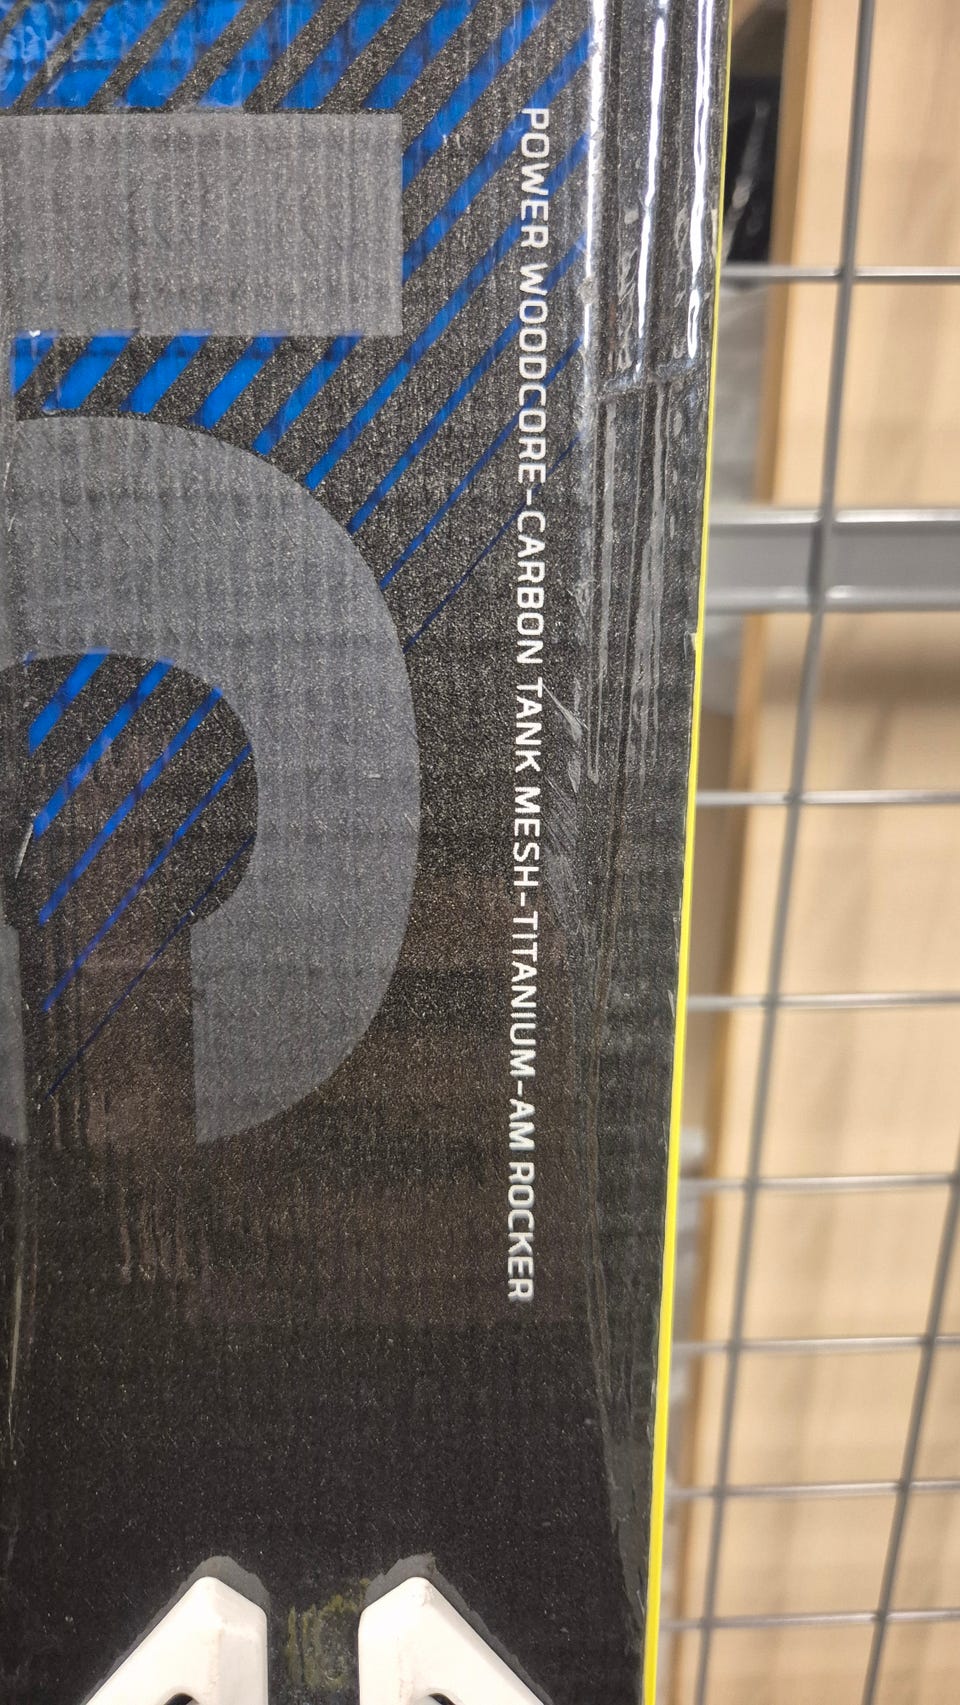 POWER WOODCORE-CARBON TANK MESH-TITANIUM-AM ROCKER